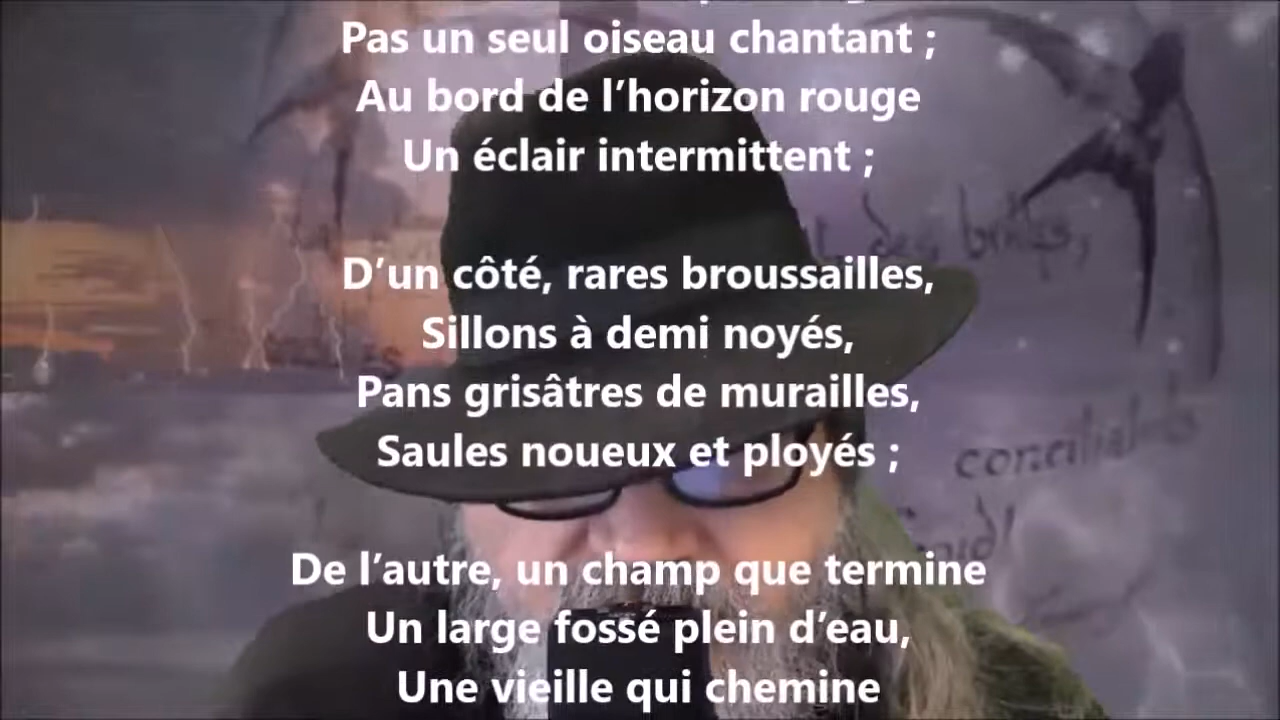 Pas un seul oiseau chantant ;
Au bord de l’horizon rouge
Un éclair intermittent ;
D’un côté, rares broussailles,
Sillons à demi noyés,
Pans grisâtres de murailles,
Saules noueux et ployés ;
De l’autre, un champ que termine
Un large fossé plein d’eau,
Une vieille qui chemine
des
conciliab